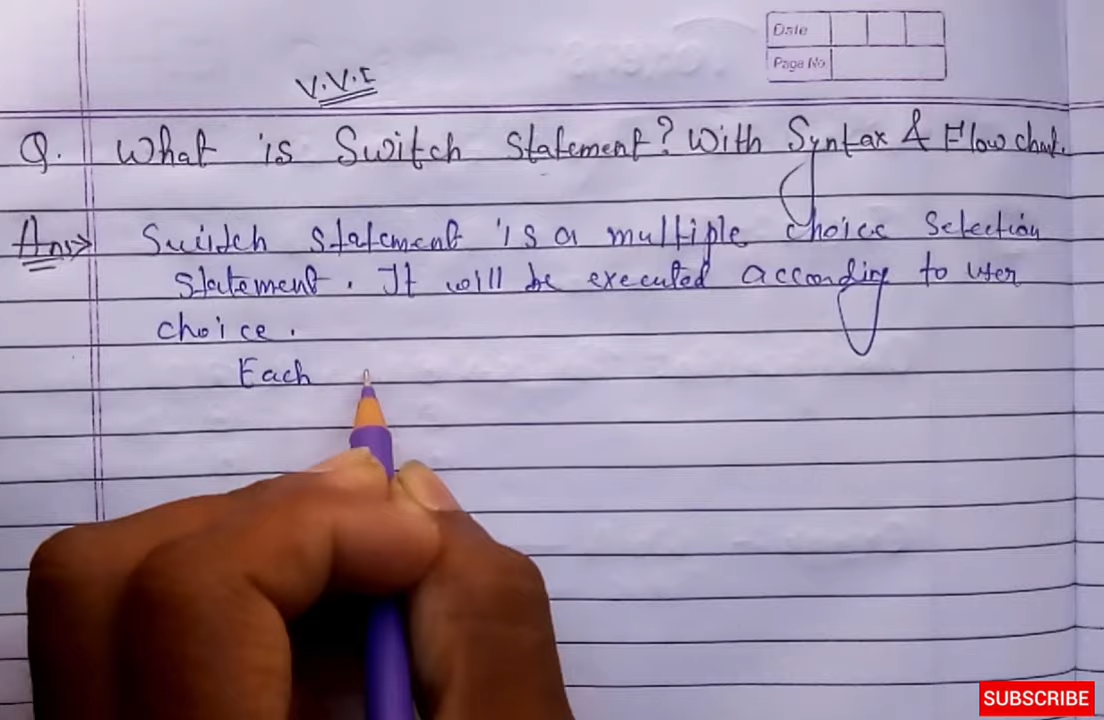 Date
Page No
V.V.I
Q. What is Switch Statement? With Syntax & Flow chart.
Ans> Switch statement is a multiple choice Selection
statement. It will be executed according to user
choice.
Each
SUBSCRIBE